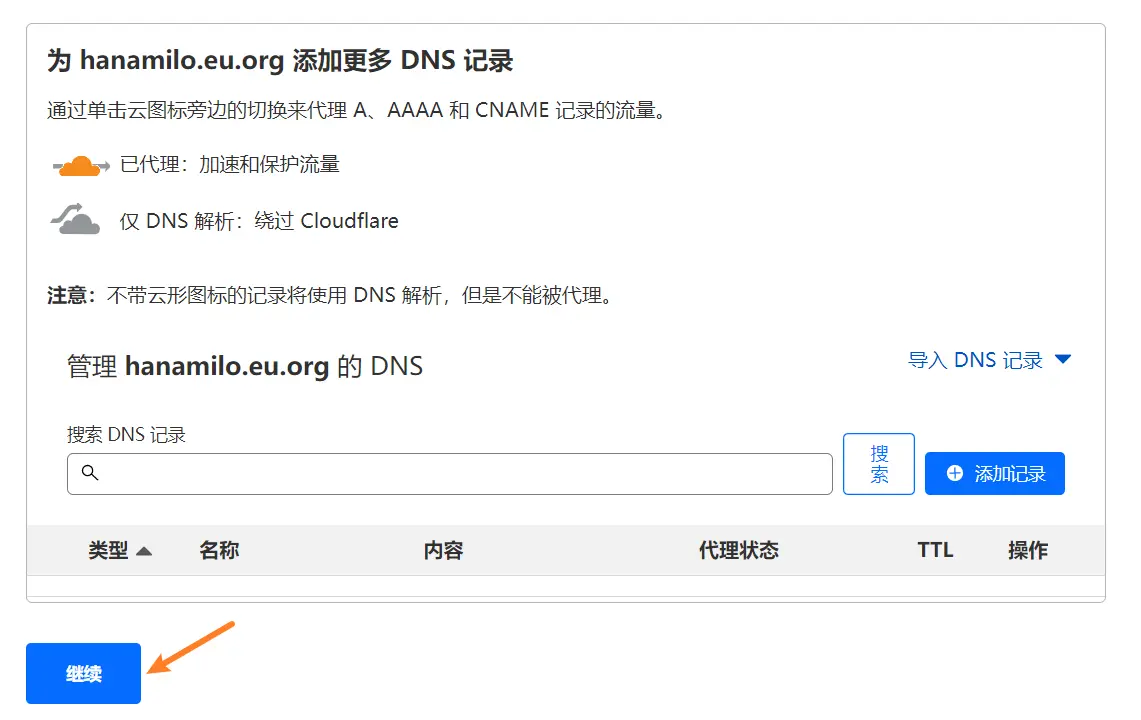 为 hanamilo.eu.org 添加更多 DNS 记录
通过单击云图标旁边的切换来代理 A、AAAA 和 CNAME 记录的流量。
已代理：加速和保护流量
仅 DNS 解析：绕过 Cloudflare
注意：不带云形图标的记录将使用 DNS 解析，但是不能被代理。
管理 hanamilo.eu.org 的 DNS
导入 DNS 记录
搜索 DNS 记录
搜
索
添加记录
类型 名称 内容 代理状态 TTL 操作
继续